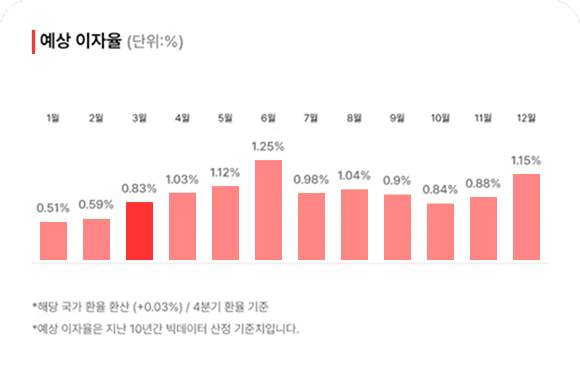 예상 이자율 (단위:%)
1월 2월 3월 4월 5월 6월 7월 8월 9월 10월 11월 12월
0.51% 0.59% 0.83% 1.03% 1.12% 1.25% 0.98% 1.04% 0.9% 0.84% 0.88% 1.15%
*해당 국가 환율 환산 (+0.03%) / 4분기 환율 기준
*예상 이자율은 지난 10년간 빅데이터 산정 기준치입니다.